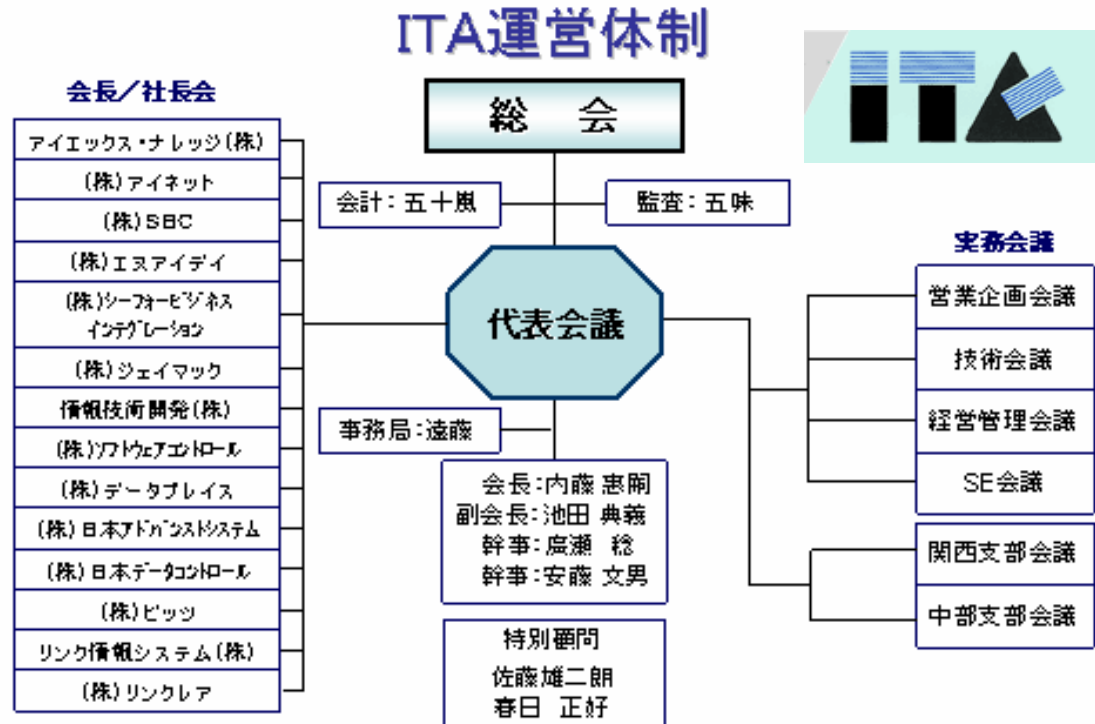 ITA運営体制
ITA
会長／社長会
アイエックス・ナレッジ(株)
(株)アイネット
(株)SBC
(株)エスアイデイ
(株)シーフォービジネス
インテグレーション
(株)ジェイマック
情報技術開発(株)
(株)ソフトウェアコントロール
(株)データプレイス
(株)日本アドバンストシステム
(株)日本データコントロール
(株)ビッツ
リンク情報システム(株)
(株)リンクレア
総　会
会計：五十嵐
監査：五味
代表会議
事務局：遠藤
会長：内藤 惠嗣
副会長：池田 典義
幹事：廣瀬 稔
幹事：安藤 文男
特別顧問
佐藤雄二朗
春日 正好
実務会議
営業企画会議
技術会議
経営管理会議
SE会議
関西支部会議
中部支部会議